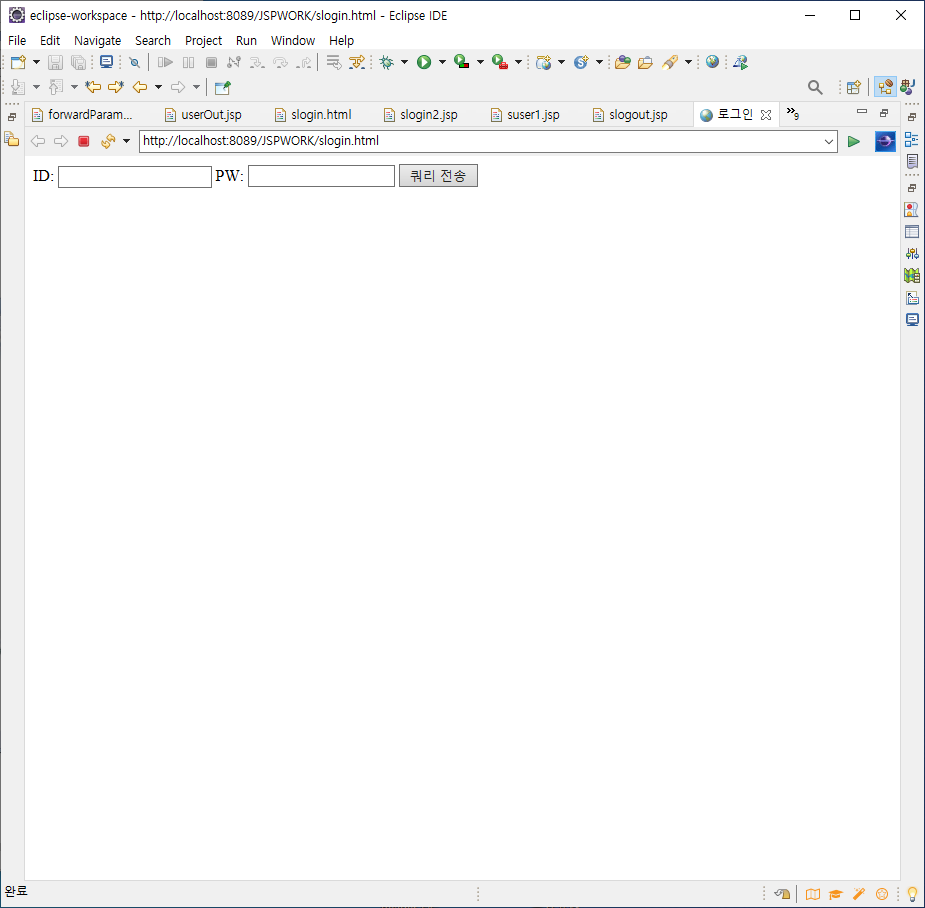 eclipse-workspace - http://localhost:8089/JSPWORK/slogin.html - Eclipse IDE
File Edit Navigate Search Project Run Window Help
forwardParam... userOut.jsp slogin.html slogin2.jsp suser1.jsp slogout.jsp 로그인 »9
http://localhost:8089/JSPWORK/slogin.html
ID: PW: 쿼리 전송
완료